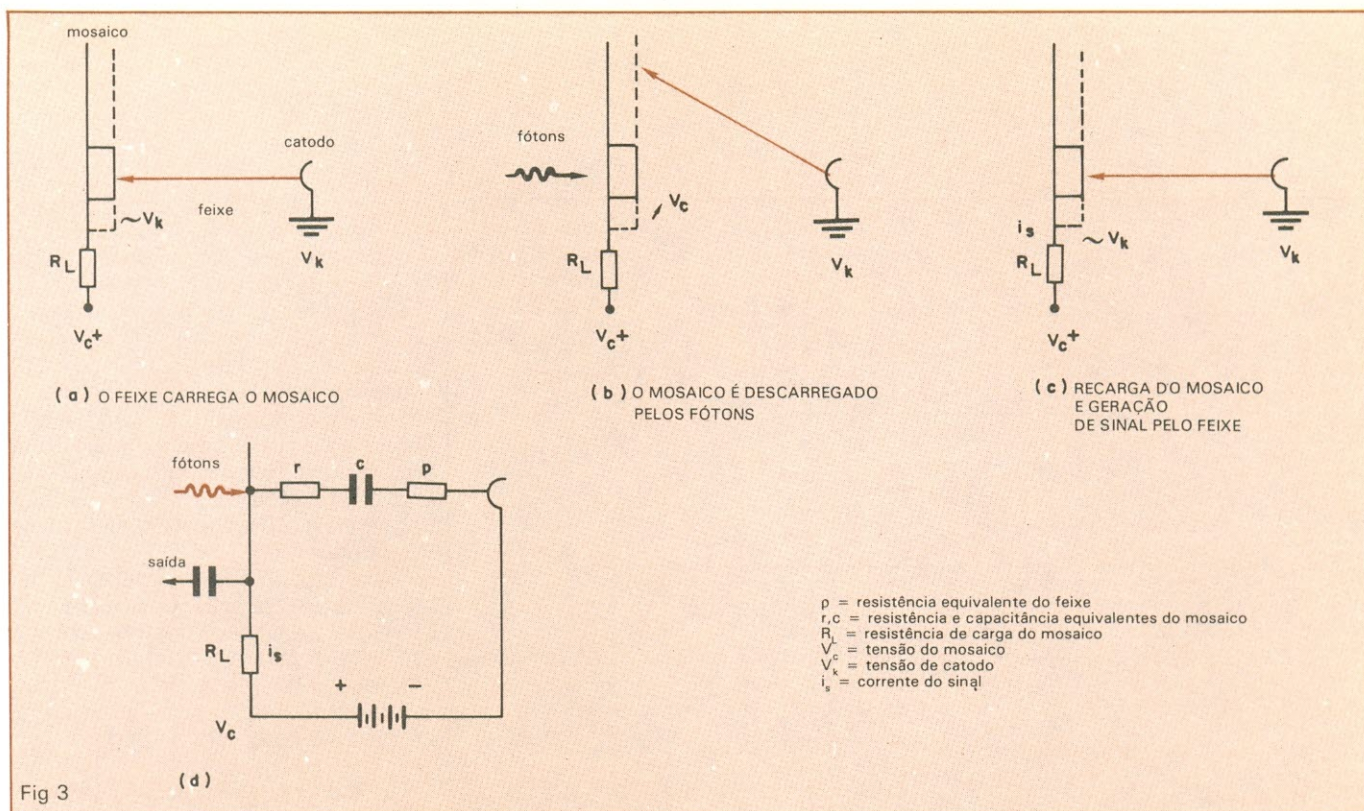 mosaico
catodo
feixe
~Vk
RL
Vk
Vc+
(a) O FEIXE CARREGA O MOSAICO
fótons
Vc
RL
Vk
Vc+
(b) O MOSAICO É DESCARREGADO
PELOS FÓTONS
is
~Vk
RL
Vk
Vc+
(c) RECARGA DO MOSAICO
E GERAÇÃO
DE SINAL PELO FEIXE
fótons
r
c
p
saída
RL
is
+
−
Vc
(d)
ρ = resistência equivalente do feixe
r,c = resistência e capacitância equivalentes do mosaico
RL = resistência de carga do mosaico
Vc = tensão do mosaico
Vk = tensão de catodo
is = corrente do sinal
Fig 3